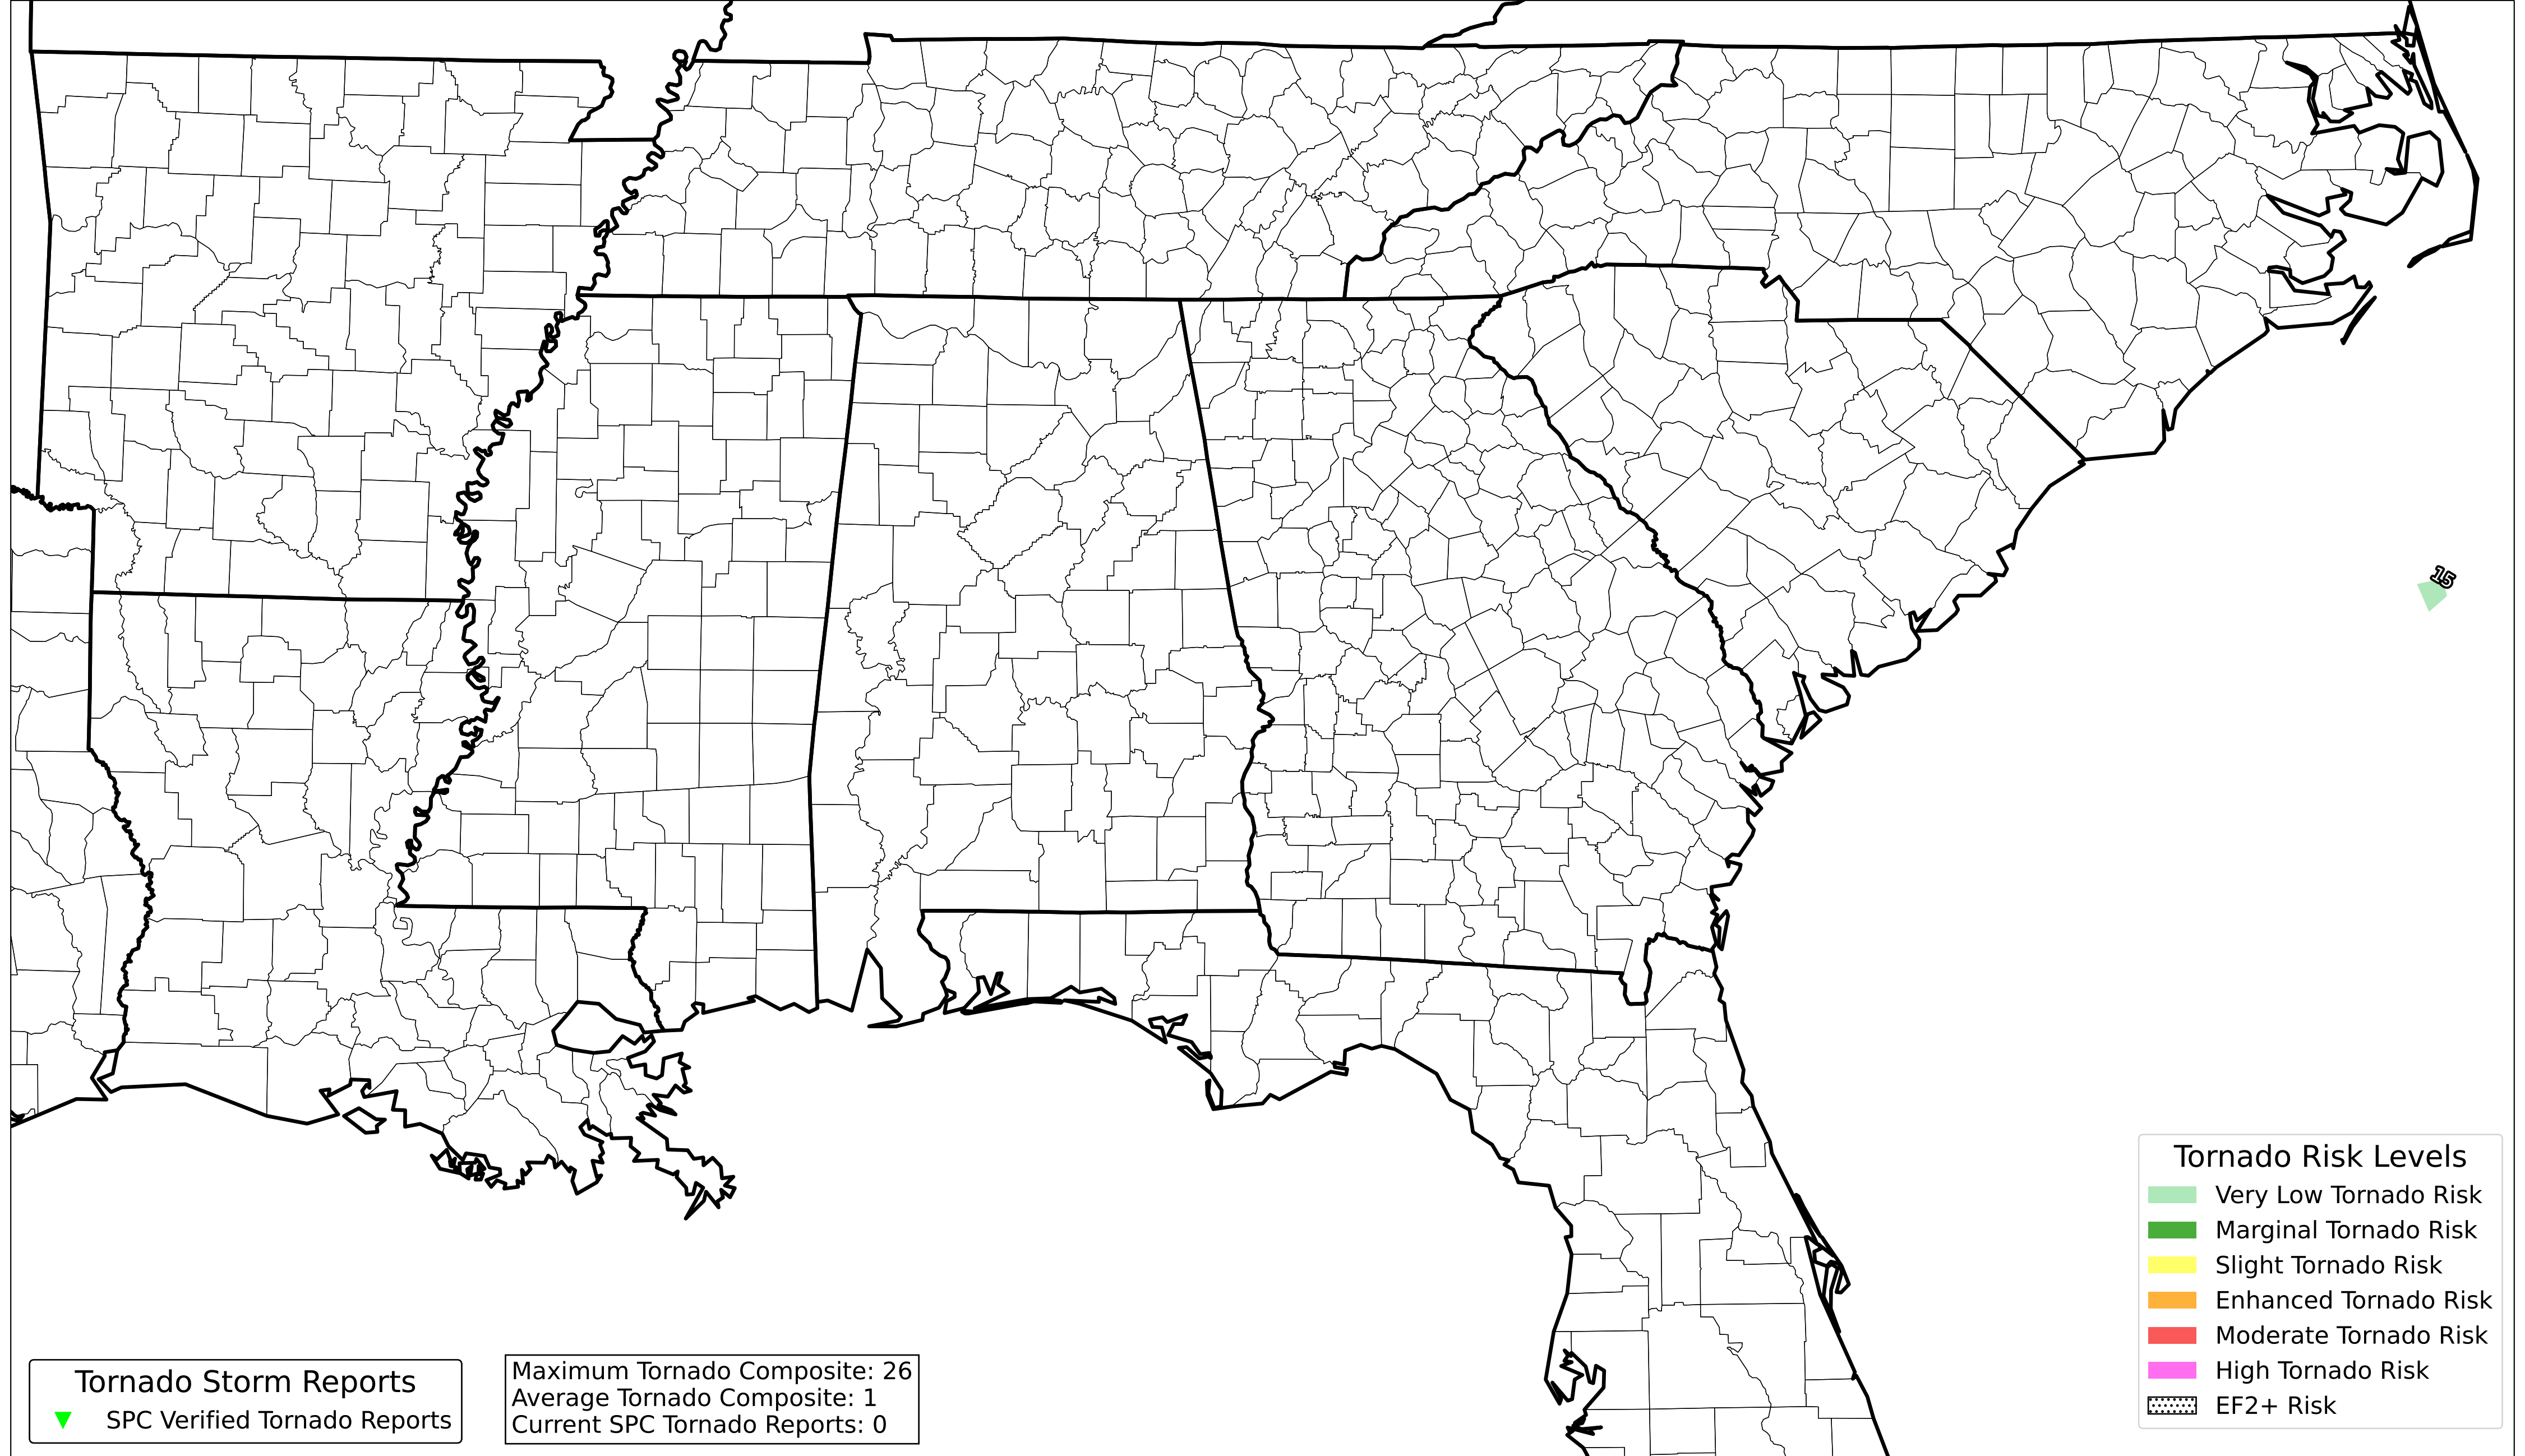 15
Tornado Risk Levels
Very Low Tornado Risk
Marginal Tornado Risk
Slight Tornado Risk
Enhanced Tornado Risk
Moderate Tornado Risk
High Tornado Risk
EF2+ Risk
Tornado Storm Reports
SPC Verified Tornado Reports
Maximum Tornado Composite: 26
Average Tornado Composite: 1
Current SPC Tornado Reports: 0